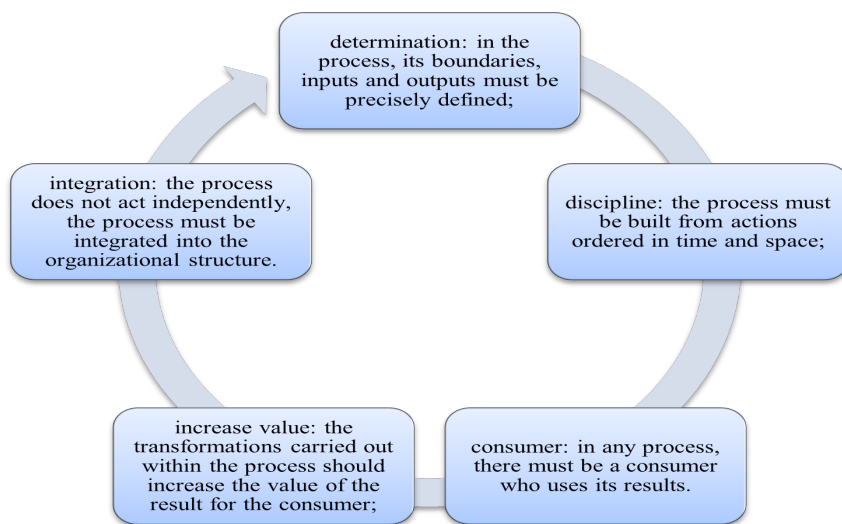 determination: in the
process, its boundaries,
inputs and outputs must be
precisely defined;
discipline: the process must
be built from actions
ordered in time and space;
consumer: in any process,
there must be a consumer
who uses its results.
increase value: the
transformations carried out
within the process should
increase the value of the
result for the consumer;
integration: the process
does not act independently,
the process must be
integrated into the
organizational structure.